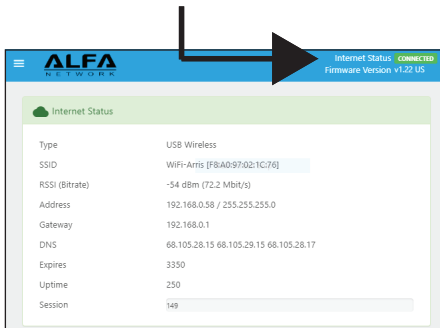 ALFA
NETWORK
Internet Status CONNECTED
Firmware Version v1.22 US
Internet Status
Type USB Wireless
SSID WiFi-Arris [F8:A0:97:02:1C:76]
RSSI (Bitrate) -54 dBm (72.2 Mbit/s)
Address 192.168.0.58 / 255.255.255.0
Gateway 192.168.0.1
DNS 68.105.28.15 68.105.29.15 68.105.28.17
Expires 3350
Uptime 250
Session 149